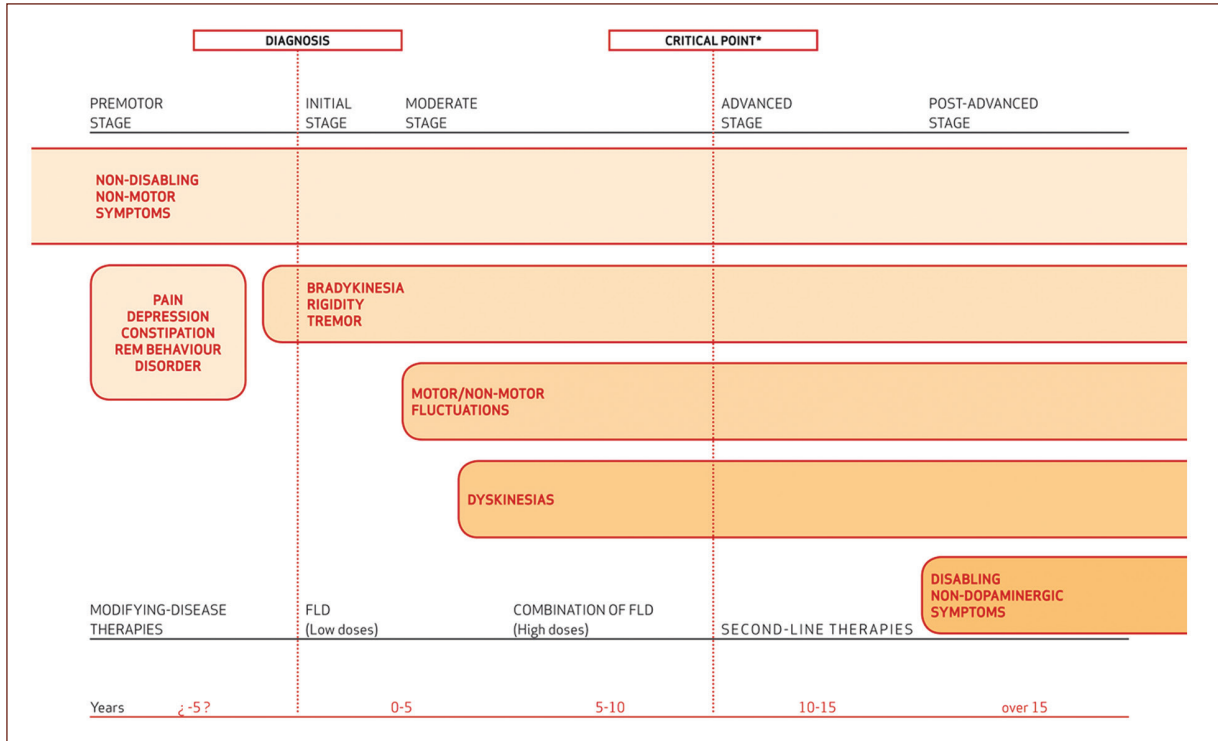 DIAGNOSIS
CRITICAL POINT*
PREMOTOR
STAGE
INITIAL
STAGE
MODERATE
STAGE
ADVANCED
STAGE
POST-ADVANCED
STAGE
NON-DISABLING
NON-MOTOR
SYMPTOMS
PAIN
DEPRESSION
CONSTIPATION
REM BEHAVIOUR
DISORDER
BRADYKINESIA
RIGIDITY
TREMOR
MOTOR/NON-MOTOR
FLUCTUATIONS
DYSKINESIAS
DISABLING
NON-DOPAMINERGIC
SYMPTOMS
MODIFYING-DISEASE
THERAPIES
FLD
(Low doses)
COMBINATION OF FLD
(High doses)
SECOND-LINE THERAPIES
Years ¿ -5 ? 0-5 5-10 10-15 over 15